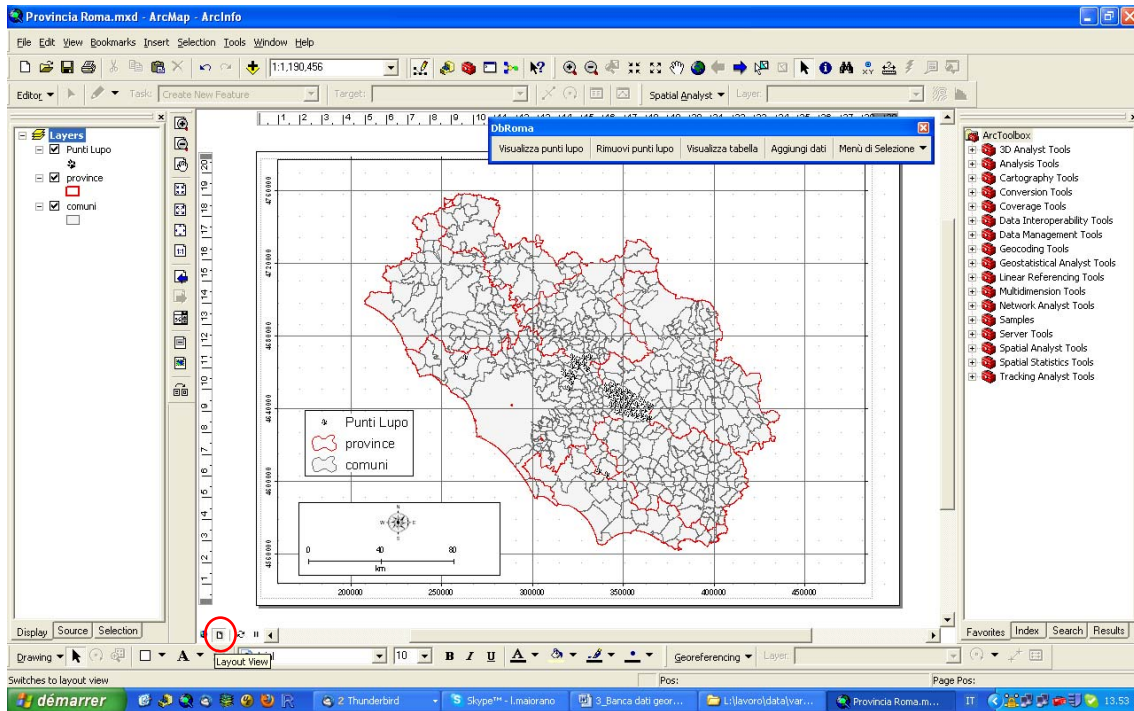 Provincia Roma.mxd - ArcMap - ArcInfo
File Edit View Bookmarks Insert Selection Tools Window Help
1:1,190,456
Editor Task: Create New Feature Target: Spatial Analyst Layer:
Layers
Punti Lupo
province
comuni
DbRoma
Visualizza punti lupo Rimuovi punti lupo Visualizza tabella Aggiungi dati Menù di Selezione
ArcToolbox
3D Analyst Tools
Analysis Tools
Cartography Tools
Conversion Tools
Coverage Tools
Data Interoperability Tools
Data Management Tools
Geocoding Tools
Geostatistical Analyst Tools
Linear Referencing Tools
Multidimension Tools
Network Analyst Tools
Samples
Server Tools
Spatial Analyst Tools
Spatial Statistics Tools
Tracking Analyst Tools
4760000
4720000
4680000
4640000
4600000
4560000
Punti Lupo
province
comuni
N
W E
S
0 40 80
km
200000 250000 300000 350000 400000 450000
Display Source Selection
Favorites Index Search Results
Drawing A 10 B I U A Georeferencing Layer:
Layout View
Switches to layout view Pos: Page Pos:
démarrer 2 Thunderbird Skype™ - l.maiorano 3_Banca dati geor... L:\lavoro\data\var... Provincia Roma.m... IT 13.53